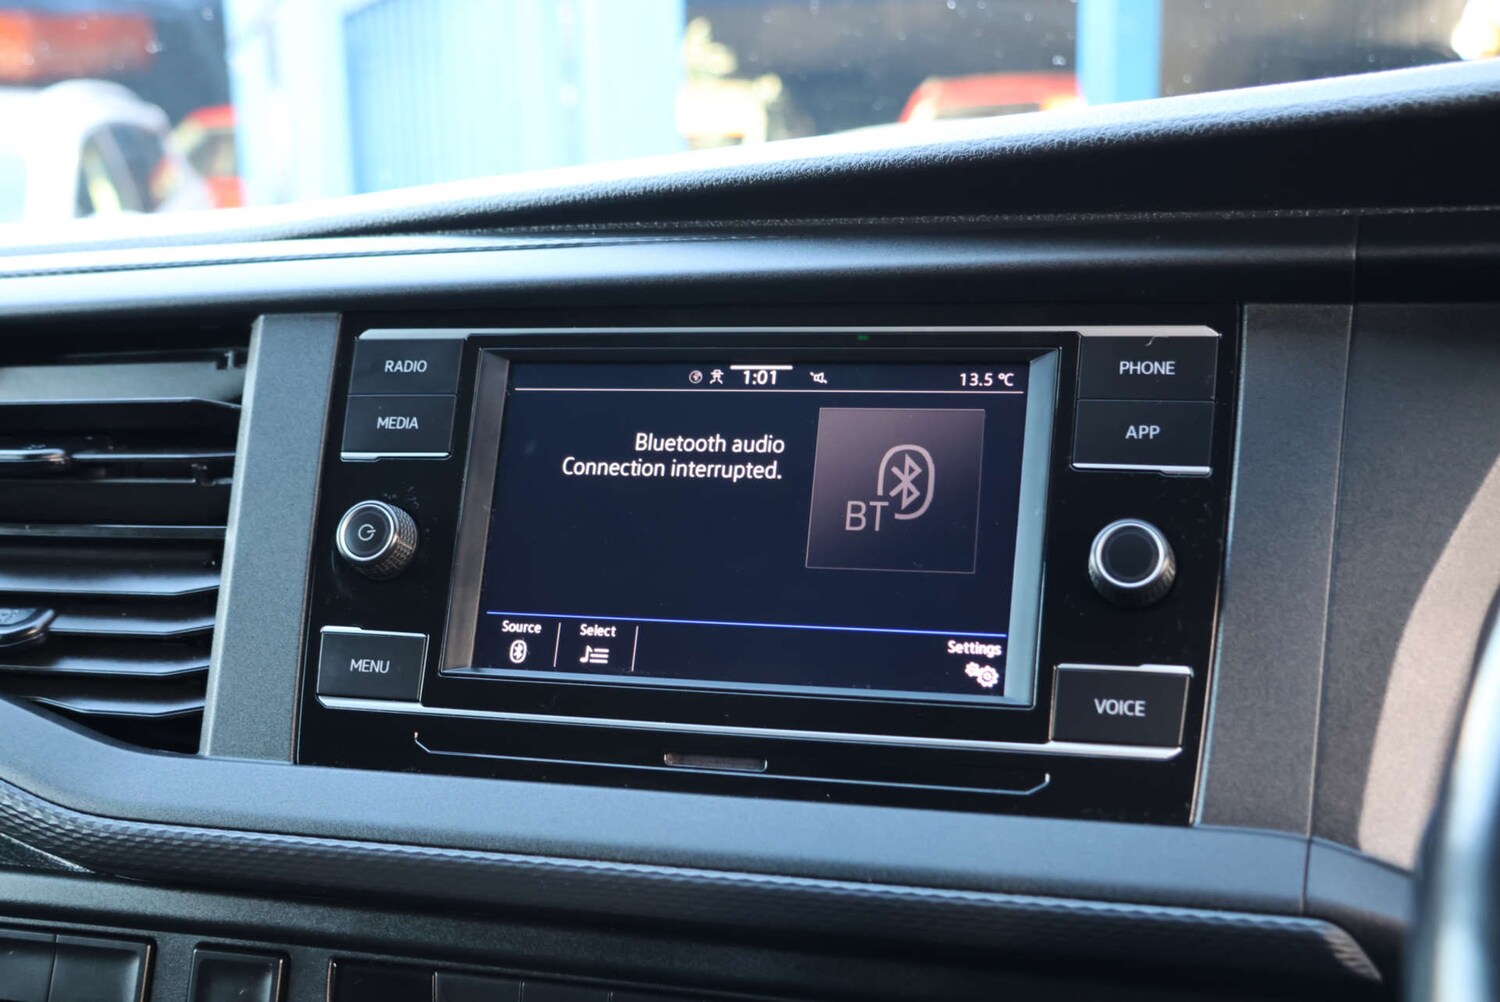 RADIO
MEDIA
MENU
1:01
13.5 °C
Bluetooth audio
Connection interrupted.
BT
Source
Select
Settings
PHONE
APP
VOICE